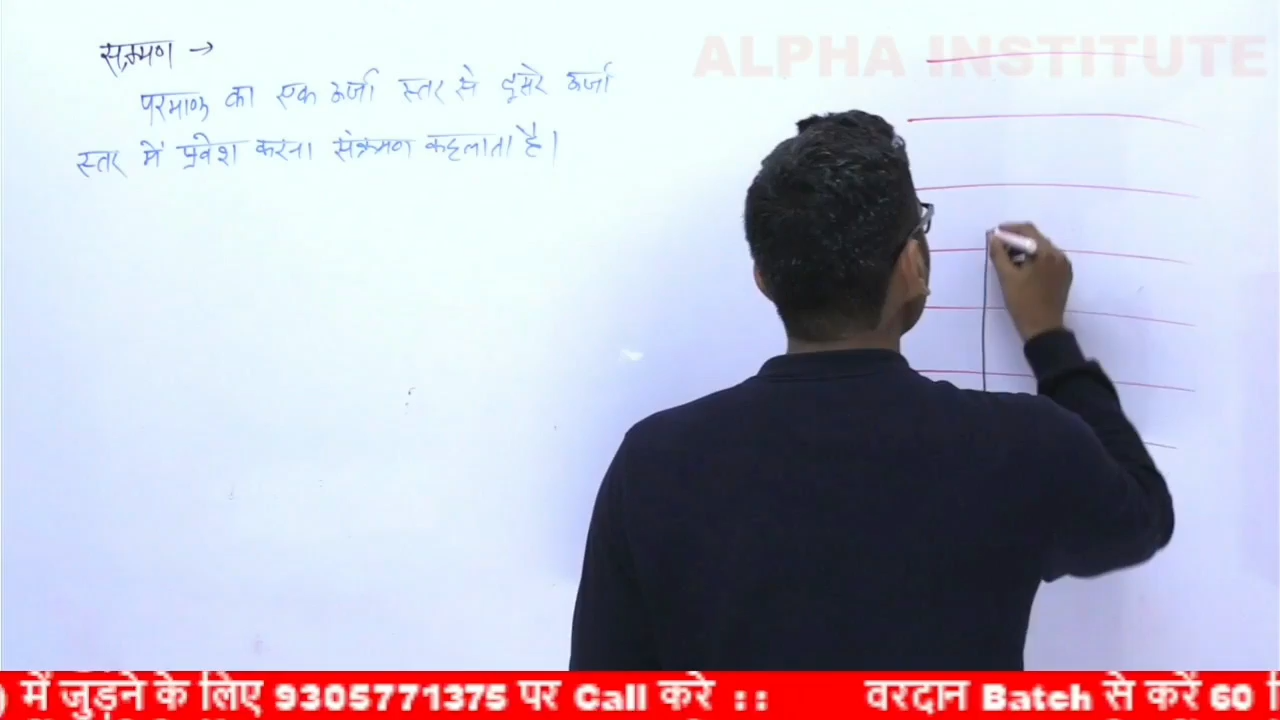 ALPHA INSTITUTE
सक्रमण →
परमाणु का एक ऊर्जा स्तर से दूसरे ऊर्जा
स्तर में प्रवेश करना संक्रमण कहलाता है।
) में जुड़ने के लिए 9305771375 पर Call करे : : वरदान Batch से करें 60